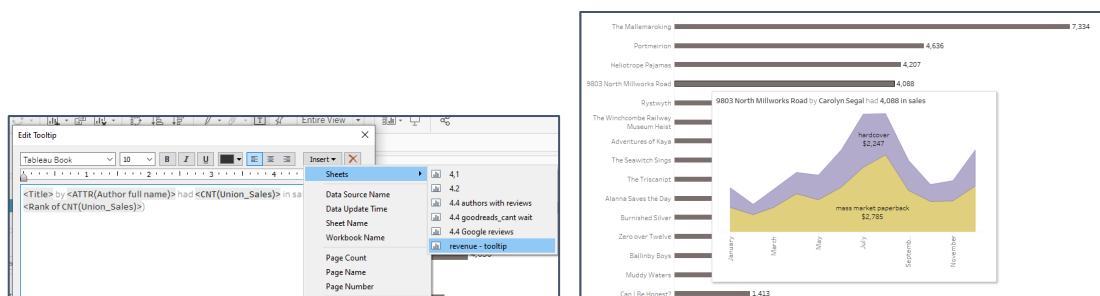 Entire View
Edit Tooltip
Tableau Book
10
B I U
Insert
1 2 3 4
<Title> by <ATTR(Author full name)> had <CNT(Union_Sales)> in sa
<Rank of CNT(Union_Sales)>)
Sheets
Data Source Name
Data Update Time
Sheet Name
Workbook Name
Page Count
Page Name
Page Number
4,1
4.2
4.4 authors with reviews
4.4 goodreads_cant wait
4.4 Google reviews
revenue - tooltip
The Mallemaroking
7,334
Portmeirion
4,636
Heliotrope Pajamas
4,207
9803 North Millworks Road
4,088
Rystwyth
The Winchcombe Railway
Museum Heist
Adventures of Kaya
The Seawitch Sings
The Triscaniot
Alanna Saves the Day
Burnished Silver
Zero over Twelve
Ballinby Boys
Muddy Waters
Can I Be Honest?
1,413
9803 North Millworks Road by Carolyn Segal had 4,088 in sales
hardcover
$2,247
mass market paperback
$2,785
January
March
May
July
Septemb..
November